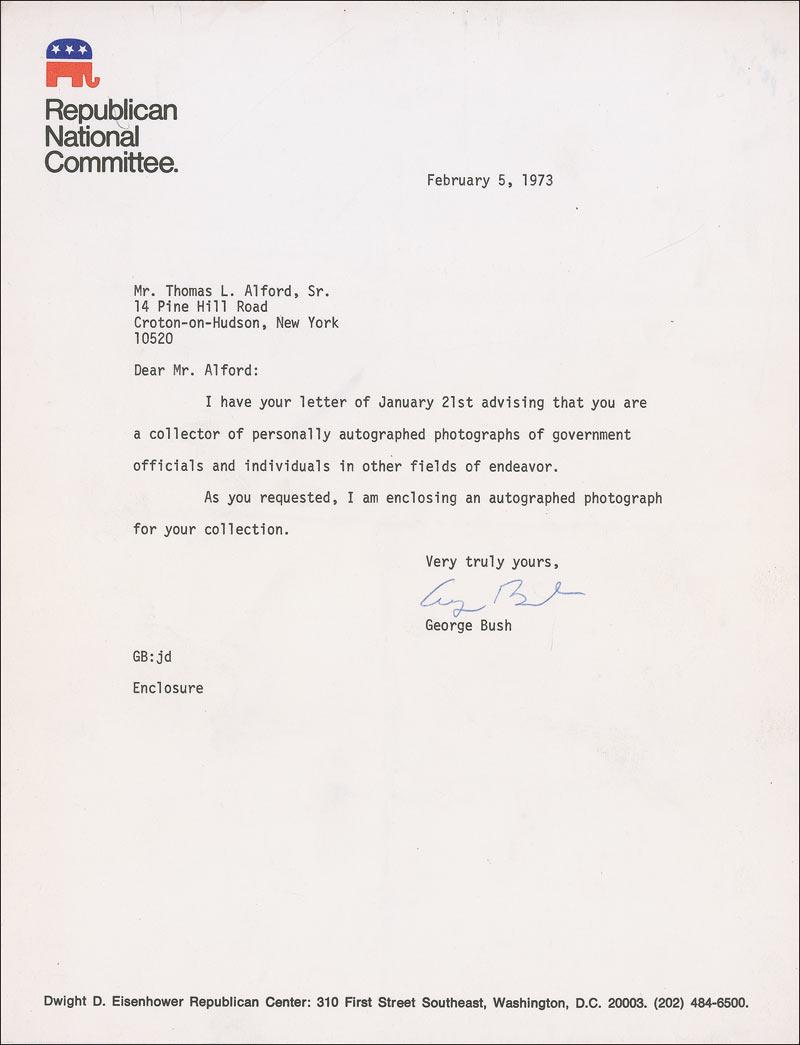 Republican
National
Committee.
February 5, 1973
Mr. Thomas L. Alford, Sr.
14 Pine Hill Road
Croton-on-Hudson, New York
10520
Dear Mr. Alford:
I have your letter of January 21st advising that you are
a collector of personally autographed photographs of government
officials and individuals in other fields of endeavor.
As you requested, I am enclosing an autographed photograph
for your collection.
Very truly yours,
George Bush
George Bush
GB:jd
Enclosure
Dwight D. Eisenhower Republican Center: 310 First Street Southeast, Washington, D.C. 20003. (202) 484-6500.